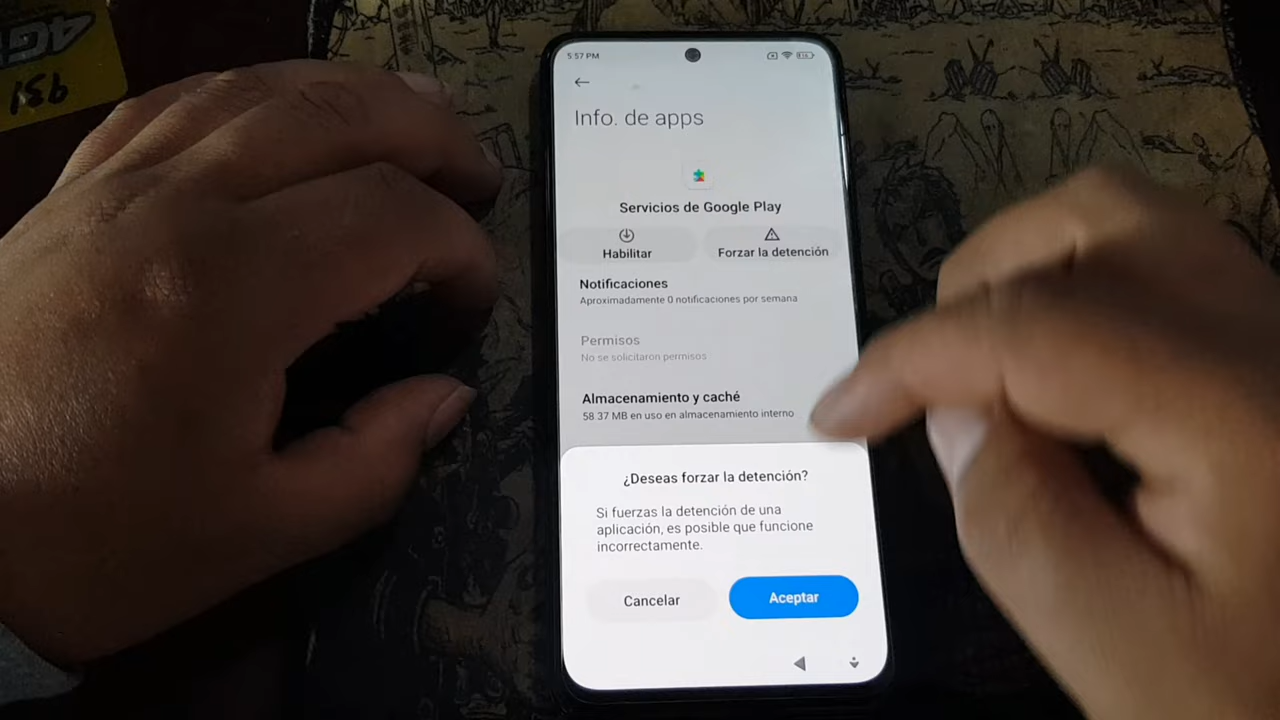 5:57 PM
Info. de apps
Servicios de Google Play
Habilitar
Forzar la detención
Notificaciones
Aproximadamente 0 notificaciones por semana
Permisos
No se solicitaron permisos
Almacenamiento y caché
58.37 MB en uso en almacenamiento interno
¿Deseas forzar la detención?
Si fuerzas la detención de una
aplicación, es posible que funcione
incorrectamente.
Cancelar
Aceptar
931